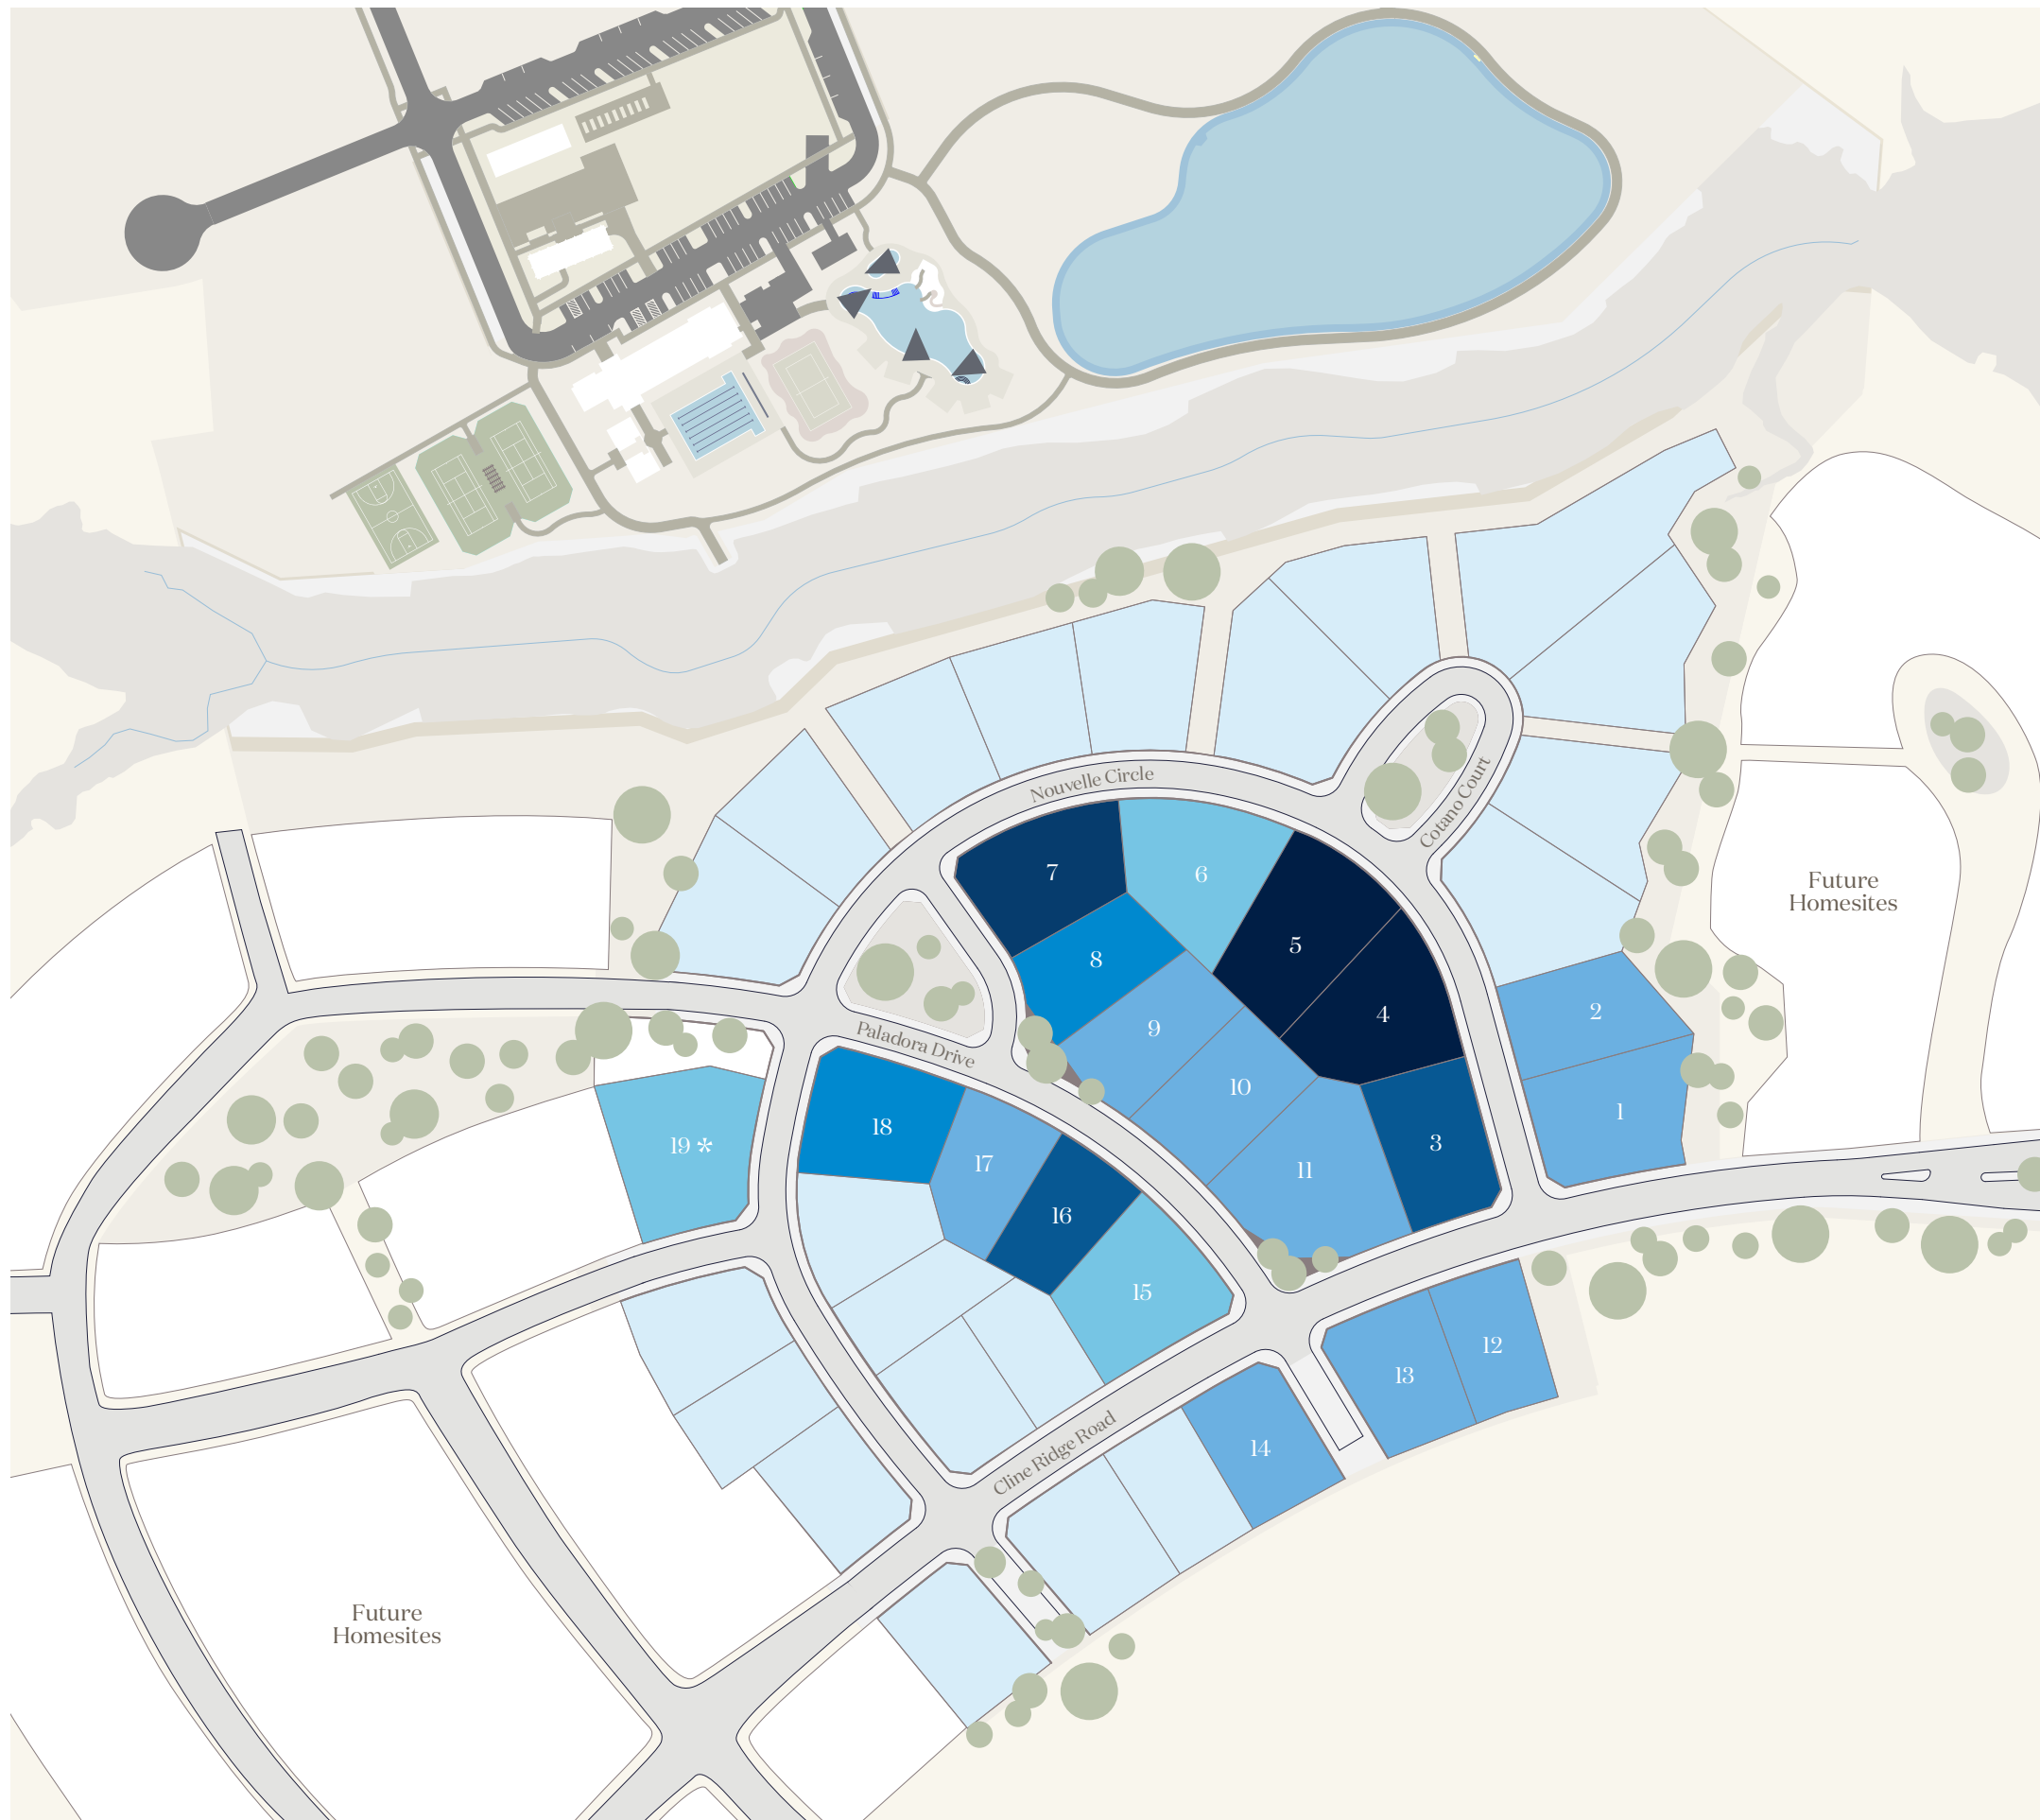 Nouvelle Circle
Cotano Court
7
6
Future
Homesites
5
8
2
4
9
Paladora Drive
10
1
18
3
19 *
17
11
16
15
12
13
14
Cline Ridge Road
Future
Homesites